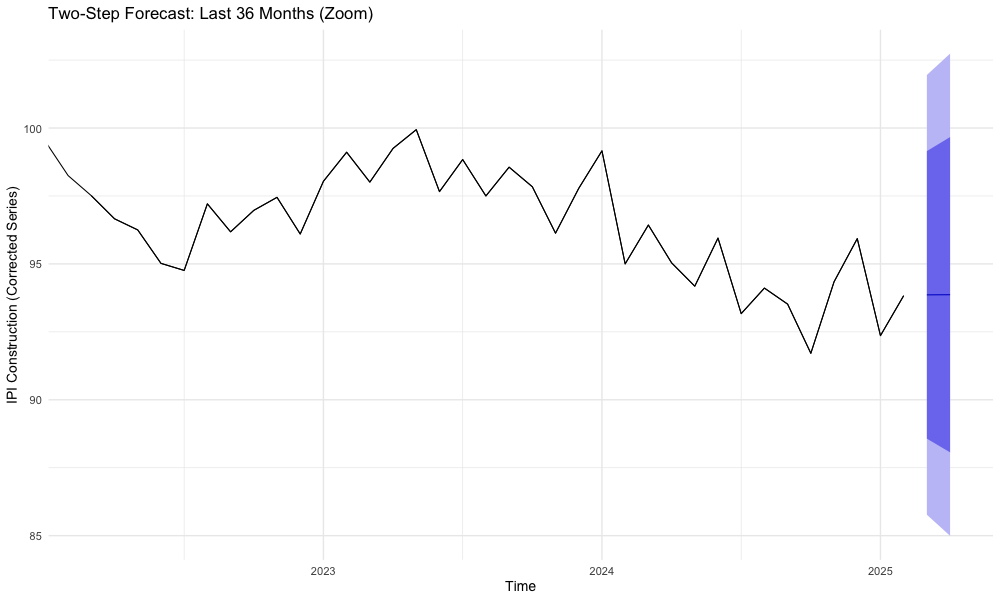 Two-Step Forecast: Last 36 Months (Zoom)
IPI Construction (Corrected Series)
100
95
90
85
2023
2024
2025
Time